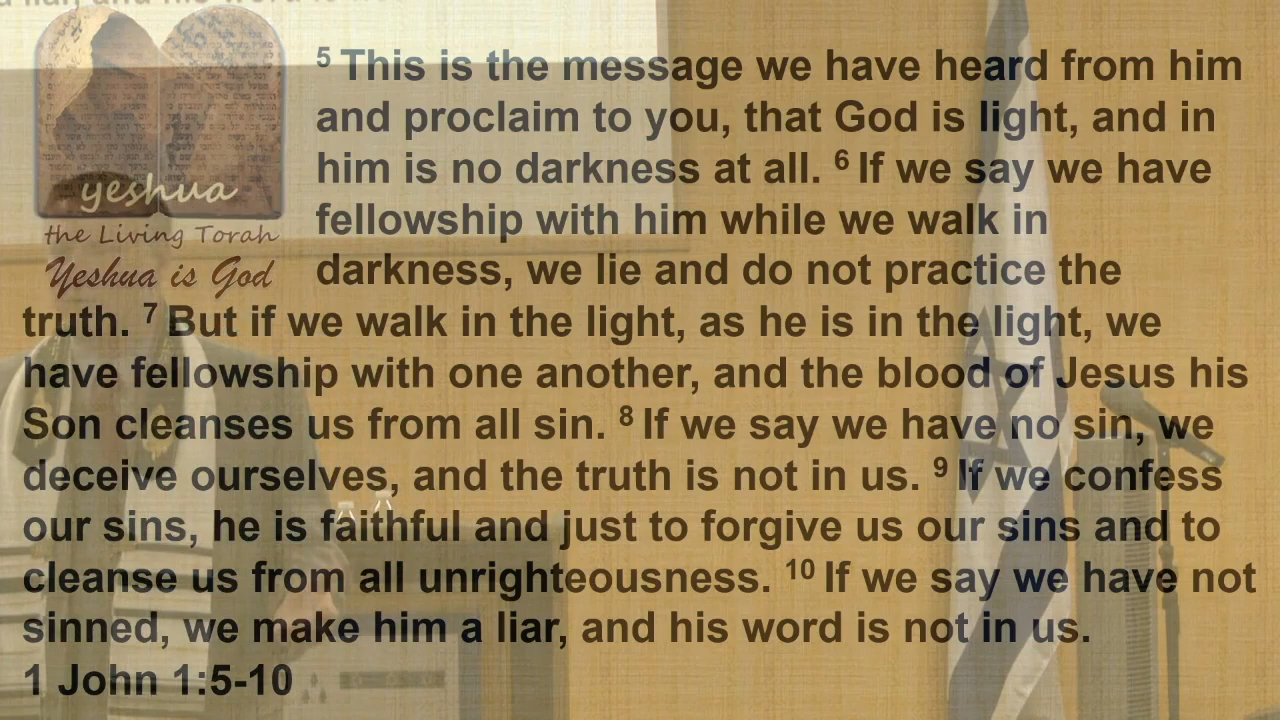 yeshua
the Living Torah
Yeshua is God
5 This is the message we have heard from him
and proclaim to you, that God is light, and in
him is no darkness at all. 6 If we say we have
fellowship with him while we walk in
darkness, we lie and do not practice the
truth. 7 But if we walk in the light, as he is in the light, we
have fellowship with one another, and the blood of Jesus his
Son cleanses us from all sin. 8 If we say we have no sin, we
deceive ourselves, and the truth is not in us. 9 If we confess
our sins, he is faithful and just to forgive us our sins and to
cleanse us from all unrighteousness. 10 If we say we have not
sinned, we make him a liar, and his word is not in us.
1 John 1:5-10